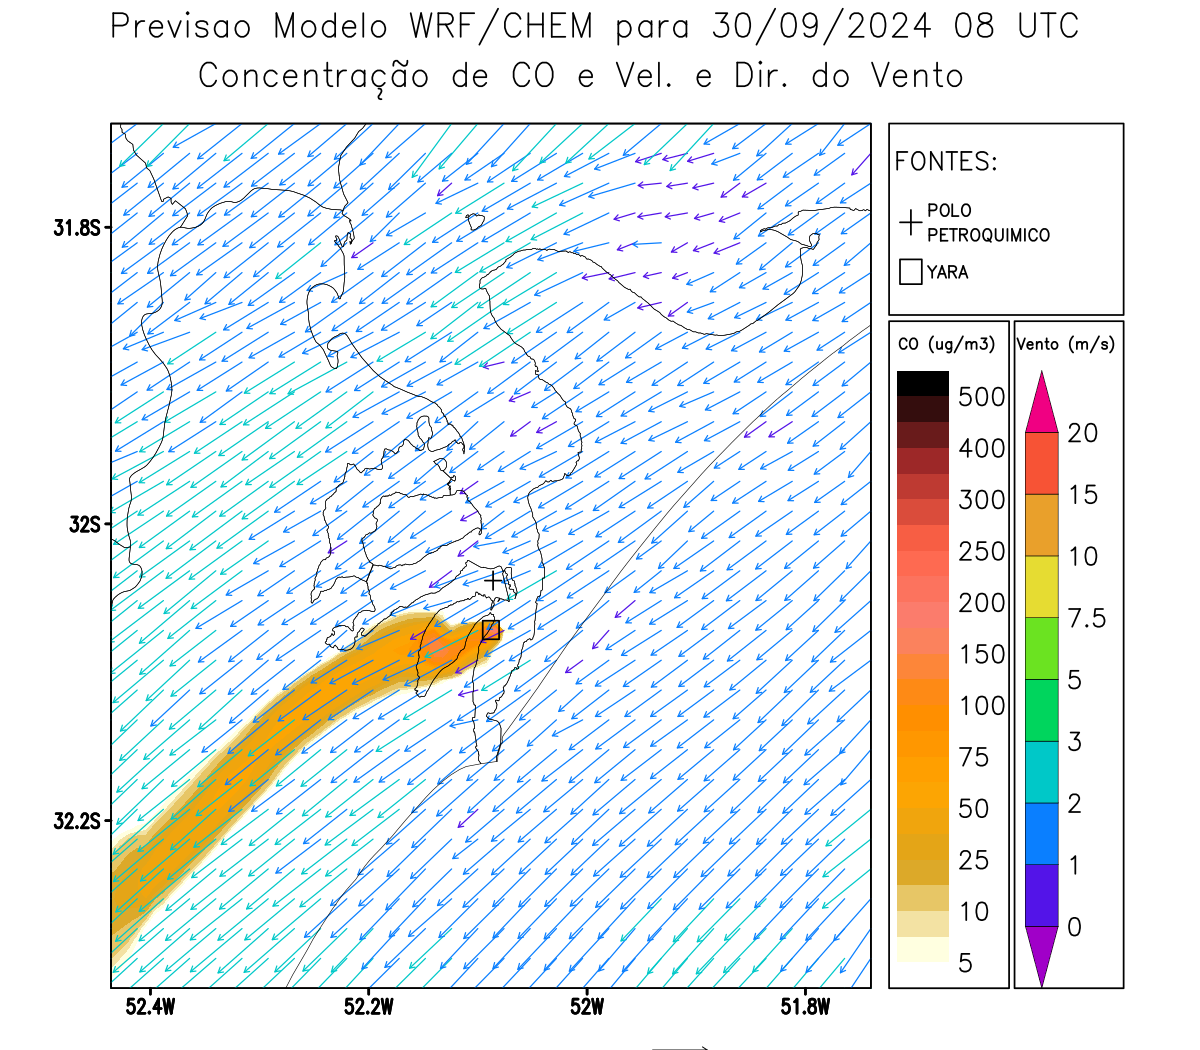 Previsao Modelo WRF/CHEM para 30/09/2024 08 UTC
Concentração de CO e Vel. e Dir. do Vento
FONTES:
POLO
PETROQUIMICO
YARA
CO (ug/m3)
500
400
300
250
200
150
100
75
50
25
10
5
Vento (m/s)
20
15
10
7.5
5
3
2
1
0
31.8S
32S
32.2S
52.4W
52.2W
52W
51.8W